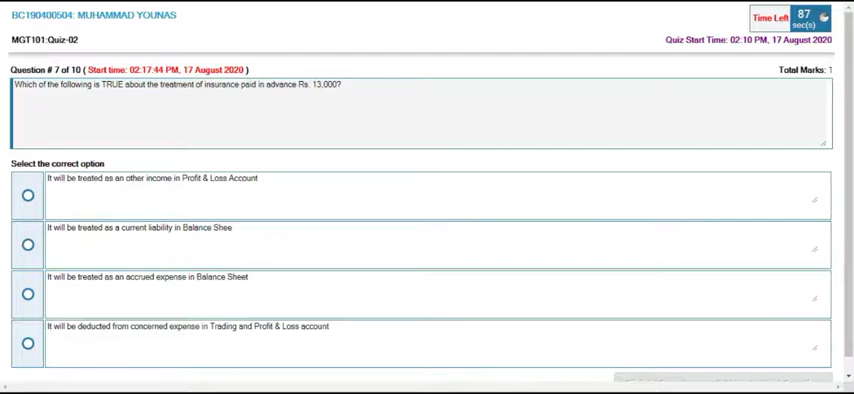 BC190400504: MUHAMMAD YOUNAS
Time Left 87 sec(s)
MGT101:Quiz-02
Quiz Start Time: 02:10 PM, 17 August 2020
Question # 7 of 10 ( Start time: 02:17:44 PM, 17 August 2020 )
Total Marks: 1
Which of the following is TRUE about the treatment of insurance paid in advance Rs. 13,000?
Select the correct option
It will be treated as an other income in Profit & Loss Account
It will be treated as a current liability in Balance Shee
It will be treated as an accrued expense in Balance Sheet
It will be deducted from concerned expense in Trading and Profit & Loss account